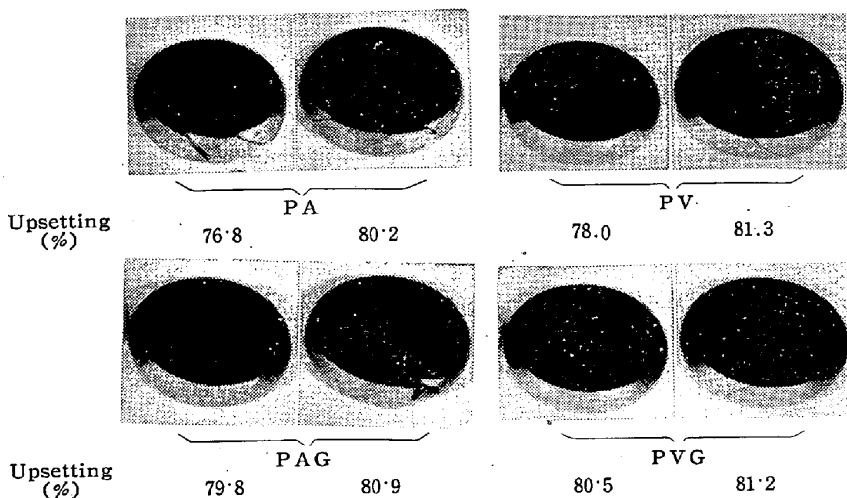 PA PV
Upsetting
(%) 76·8 80·2 78.0 81.3
PAG PVG
Upsetting
(%) 79·8 80·9 80·5 81·2